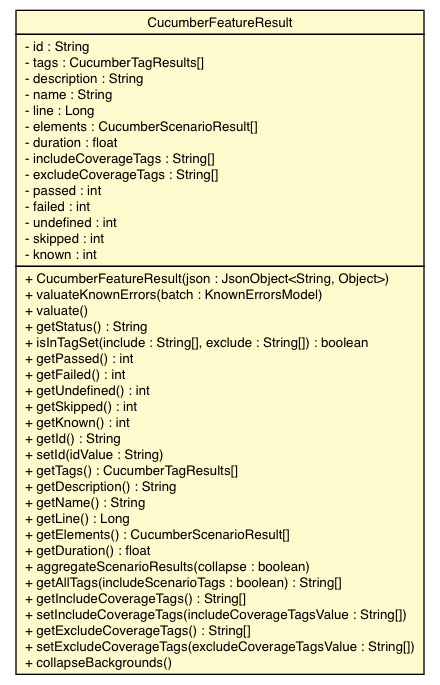 CucumberFeatureResult
- id : String
- tags : CucumberTagResults[]
- description : String
- name : String
- line : Long
- elements : CucumberScenarioResult[]
- duration : float
- includeCoverageTags : String[]
- excludeCoverageTags : String[]
- passed : int
- failed : int
- undefined : int
- skipped : int
- known : int
+ CucumberFeatureResult(json : JsonObject<String, Object>)
+ valuateKnownErrors(batch : KnownErrorsModel)
+ valuate()
+ getStatus() : String
+ isInTagSet(include : String[], exclude : String[]) : boolean
+ getPassed() : int
+ getFailed() : int
+ getUndefined() : int
+ getSkipped() : int
+ getKnown() : int
+ getId() : String
+ setId(idValue : String)
+ getTags() : CucumberTagResults[]
+ getDescription() : String
+ getName() : String
+ getLine() : Long
+ getElements() : CucumberScenarioResult[]
+ getDuration() : float
+ aggregateScenarioResults(collapse : boolean)
+ getAllTags(includeScenarioTags : boolean) : String[]
+ getIncludeCoverageTags() : String[]
+ setIncludeCoverageTags(includeCoverageTagsValue : String[])
+ getExcludeCoverageTags() : String[]
+ setExcludeCoverageTags(excludeCoverageTagsValue : String[])
+ collapseBackgrounds()